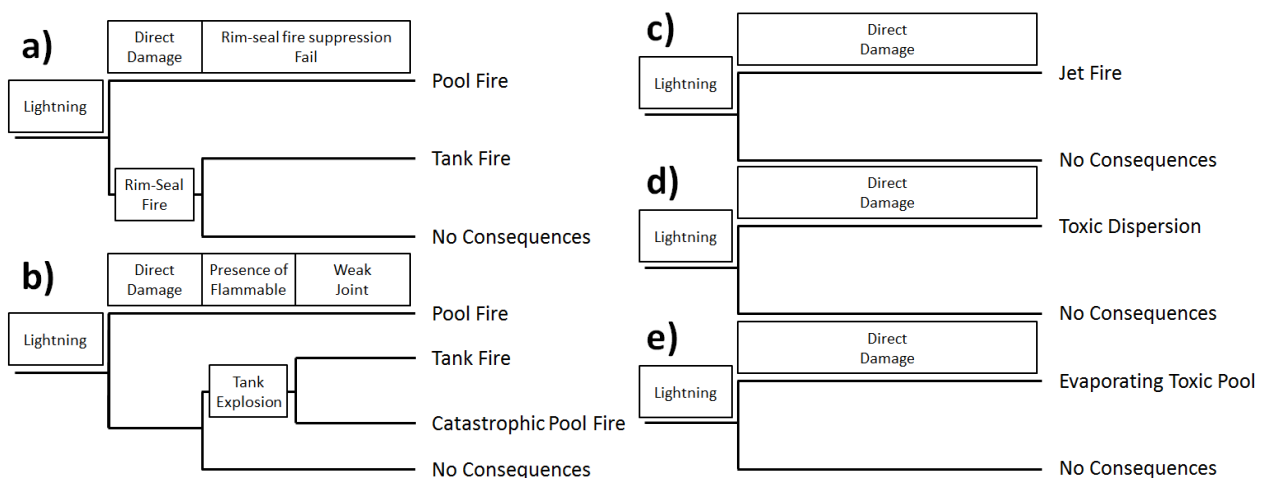 a)
Direct
Damage
Rim-seal fire suppression
Fail
Lightning
Pool Fire
Tank Fire
Rim-Seal
Fire
No Consequences
b)
Direct
Damage
Presence of
Flammable
Weak
Joint
Lightning
Pool Fire
Tank Fire
Tank
Explosion
Catastrophic Pool Fire
No Consequences
c)
Direct
Damage
Lightning
Jet Fire
No Consequences
d)
Direct
Damage
Lightning
Toxic Dispersion
No Consequences
e)
Direct
Damage
Lightning
Evaporating Toxic Pool
No Consequences